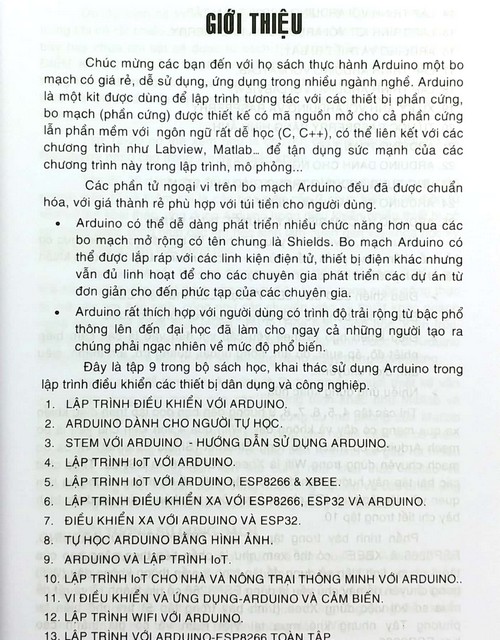 GIỚI THIỆU
Chúc mừng các bạn đến với họ sách thực hành Arduino một bo
mạch có giá rẻ, dễ sử dụng, ứng dụng trong nhiều ngành nghề. Arduino
là một kit được dùng để lập trình tương tác với các thiết bị phần cứng,
bo mạch (phần cứng) được thiết kế có mã nguồn mở cho cả phần cứng
lẫn phần mềm với ngôn ngữ rất dễ học (C, C++), có thể liên kết với các
chương trình như Labview, Matlab... để tận dụng sức mạnh của các
chương trình này trong lập trình, mô phỏng...
Các phần tử ngoại vi trên bo mạch Arduino đều đã được chuẩn
hóa, với giá thành rẻ phù hợp với túi tiền cho người dùng.
• Arduino có thể dễ dàng phát triển nhiều chức năng hơn qua các
bo mạch mở rộng có tên chung là Shields. Bo mạch Arduino có
thể được lắp ráp với các linh kiện điện tử, thiết bị điện khác nhưng
vẫn đủ linh hoạt để cho các chuyên gia phát triển các dự án từ
đơn giản cho đến phức tạp của các chuyên gia.
• Arduino rất thích hợp với người dùng có trình độ trải rộng từ bậc phổ
thông lên đến đại học đã làm cho ngay cả những người tạo ra
chúng phải ngạc nhiên về mức độ phổ biến.
Đây là tập 9 trong bộ sách học, khai thác sử dụng Arduino trong
lập trình điều khiển các thiết bị dân dụng và công nghiệp.
1. LẬP TRÌNH ĐIỀU KHIỂN VỚI ARDUINO.
2. ARDUINO DÀNH CHO NGƯỜI TỰ HỌC.
3. STEM VỚI ARDUINO - HƯỚNG DẪN SỬ DỤNG ARDUINO.
4. LẬP TRÌNH IoT VỚI ARDUINO.
5. LẬP TRÌNH IoT VỚI ARDUINO, ESP8266 & XBEE.
6. LẬP TRÌNH ĐIỀU KHIỂN XA VỚI ESP8266, ESP32 VÀ ARDUINO.
7. ĐIỀU KHIỂN XA VỚI ARDUINO VÀ ESP32.
8. TỰ HỌC ARDUINO BẰNG HÌNH ẢNH.
9. ARDUINO VÀ LẬP TRÌNH IoT.
10. LẬP TRÌNH IoT CHO NHÀ VÀ NÔNG TRẠI THÔNG MINH VỚI ARDUINO..
11. VI ĐIỀU KHIỂN VÀ ỨNG DỤNG-ARDUINO VÀ CẢM BIẾN.
12. LẬP TRÌNH WIFI VỚI ARDUINO.
13. LẬP TRÌNH VỚI ARDUINO-ESP8266 TOÀN TẬP